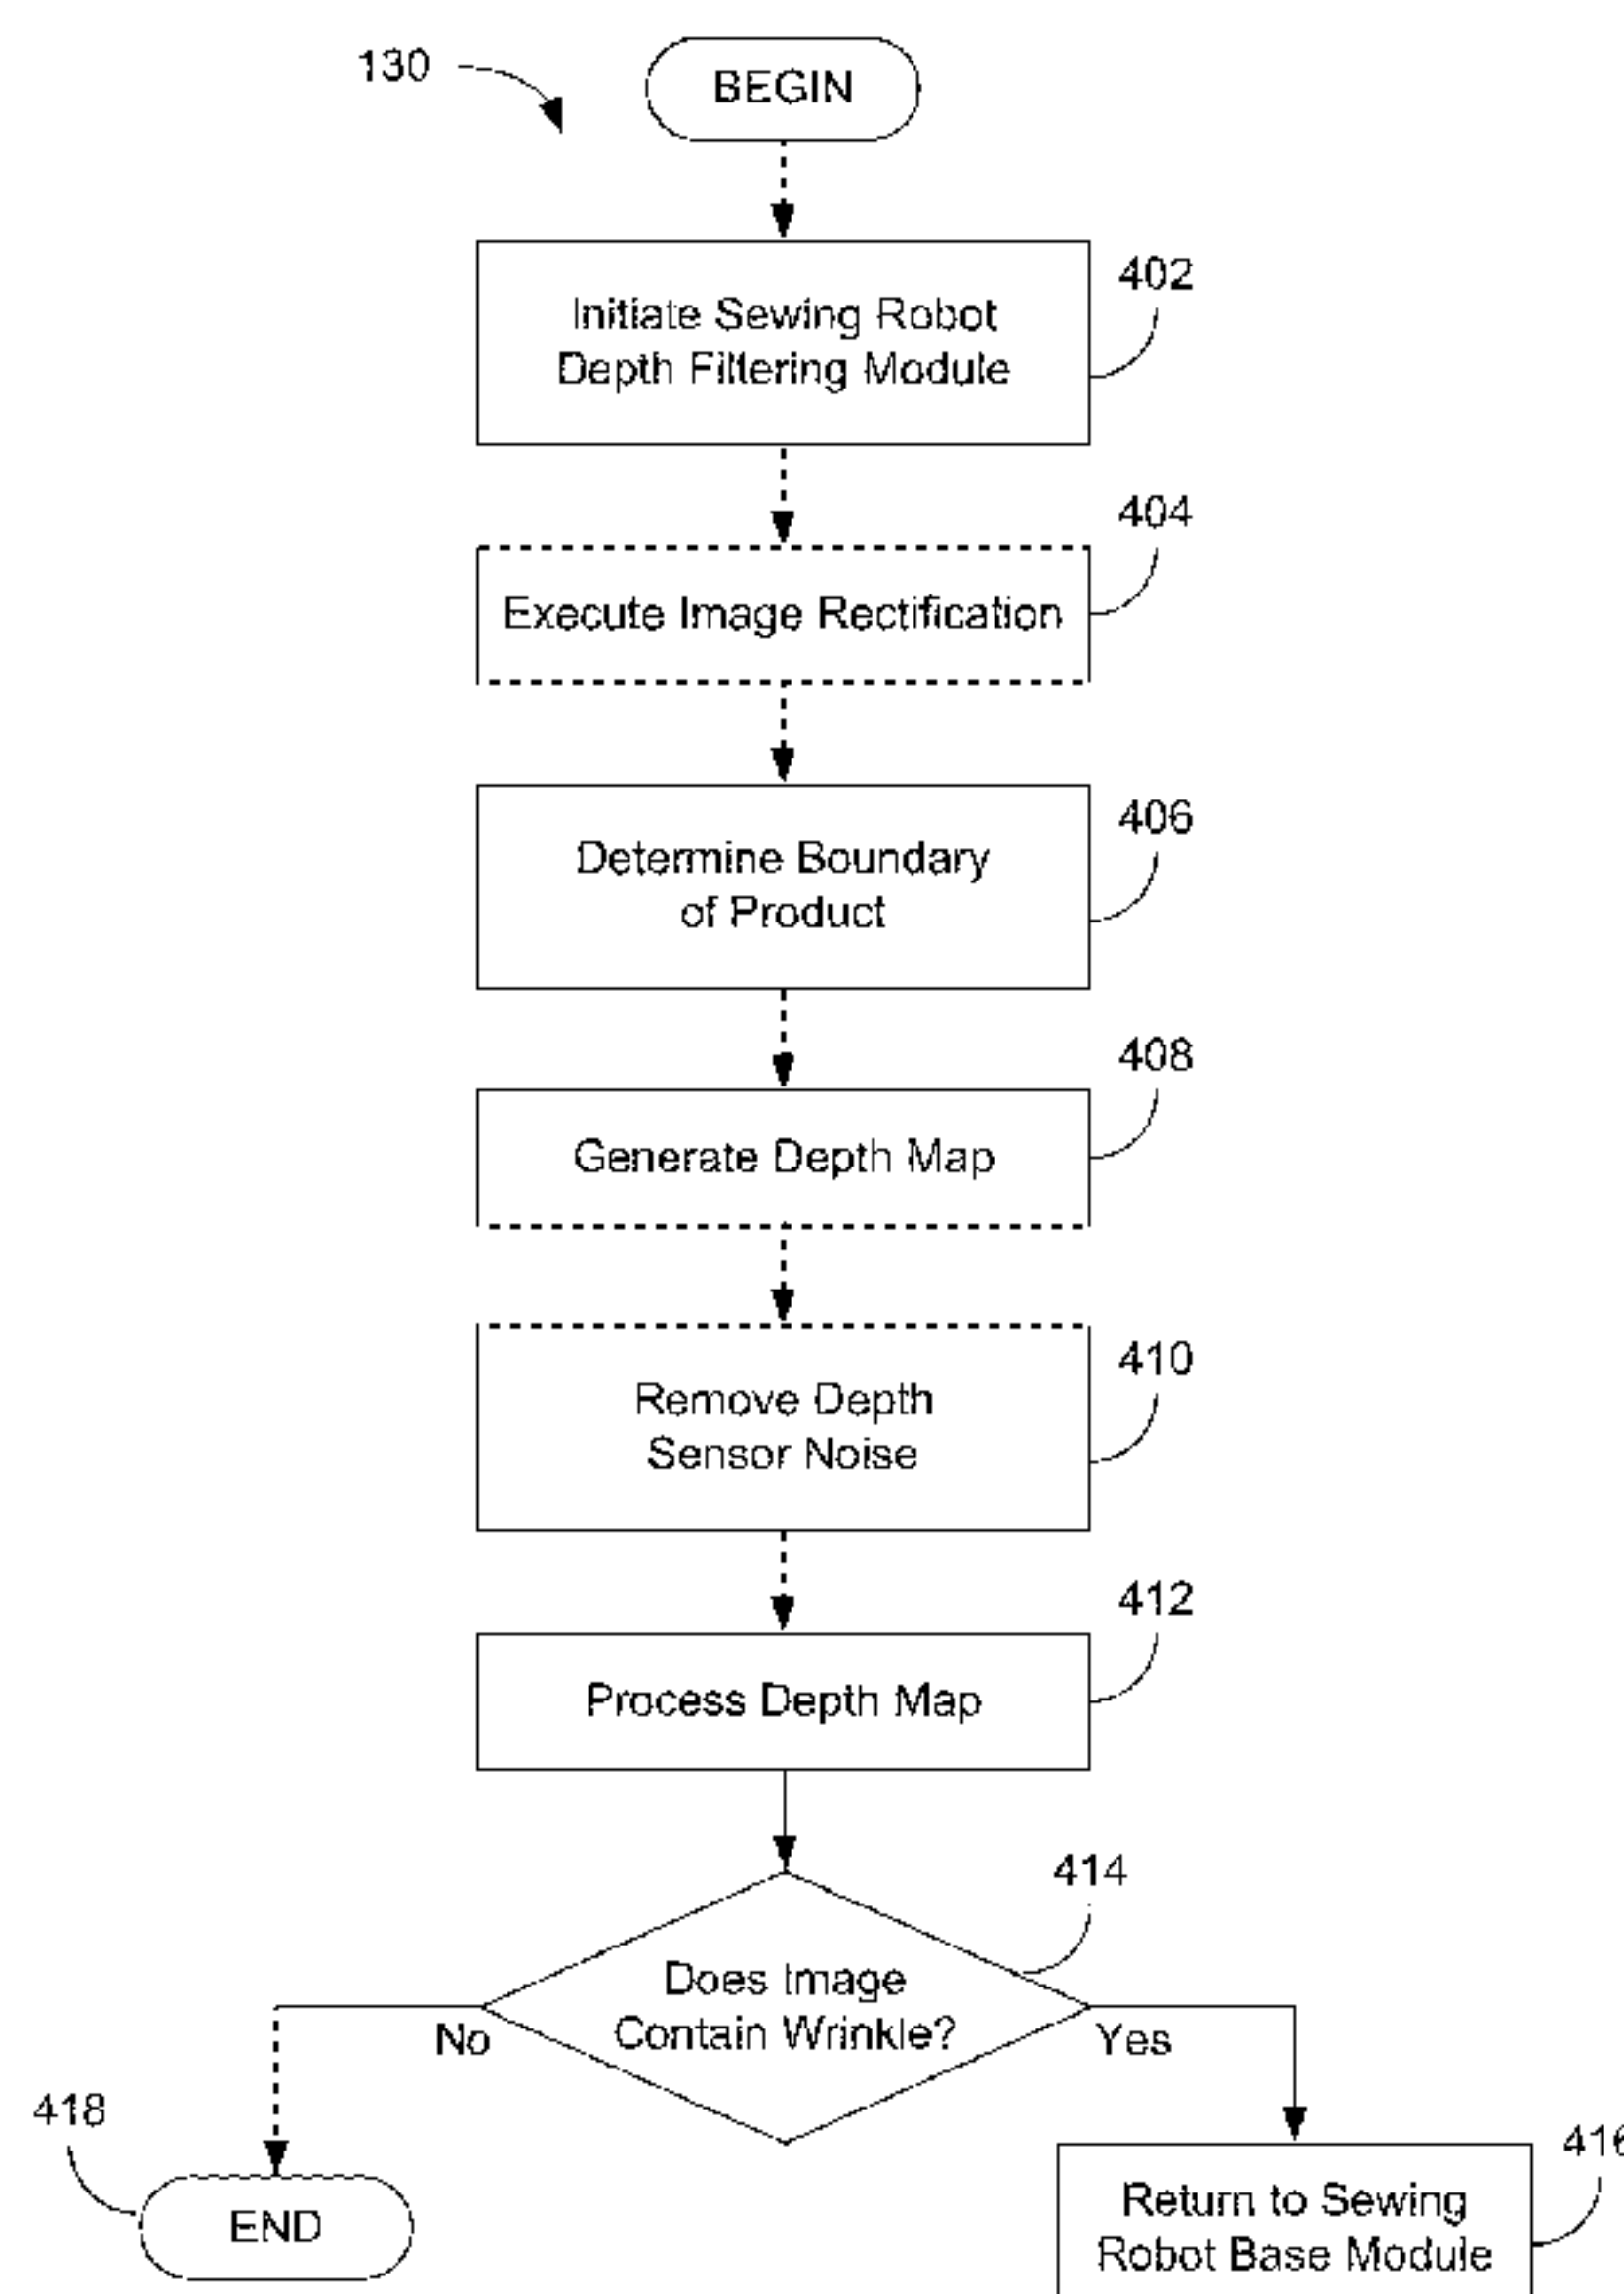 130
BEGIN
402
Initiate Sewing Robot
Depth Filtering Module
404
Execute Image Rectification
406
Determine Boundary
of Product
408
Generate Depth Map
410
Remove Depth
Sensor Noise
412
Process Depth Map
414
Does Image
Contain Wrinkle?
No
Yes
418
END
416
Return to Sewing
Robot Base Module